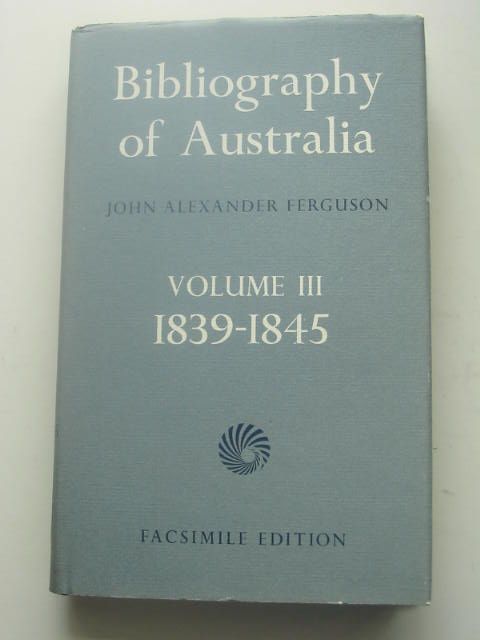 Bibliography
of Australia
JOHN ALEXANDER FERGUSON
VOLUME III
1839-1845
FACSIMILE EDITION